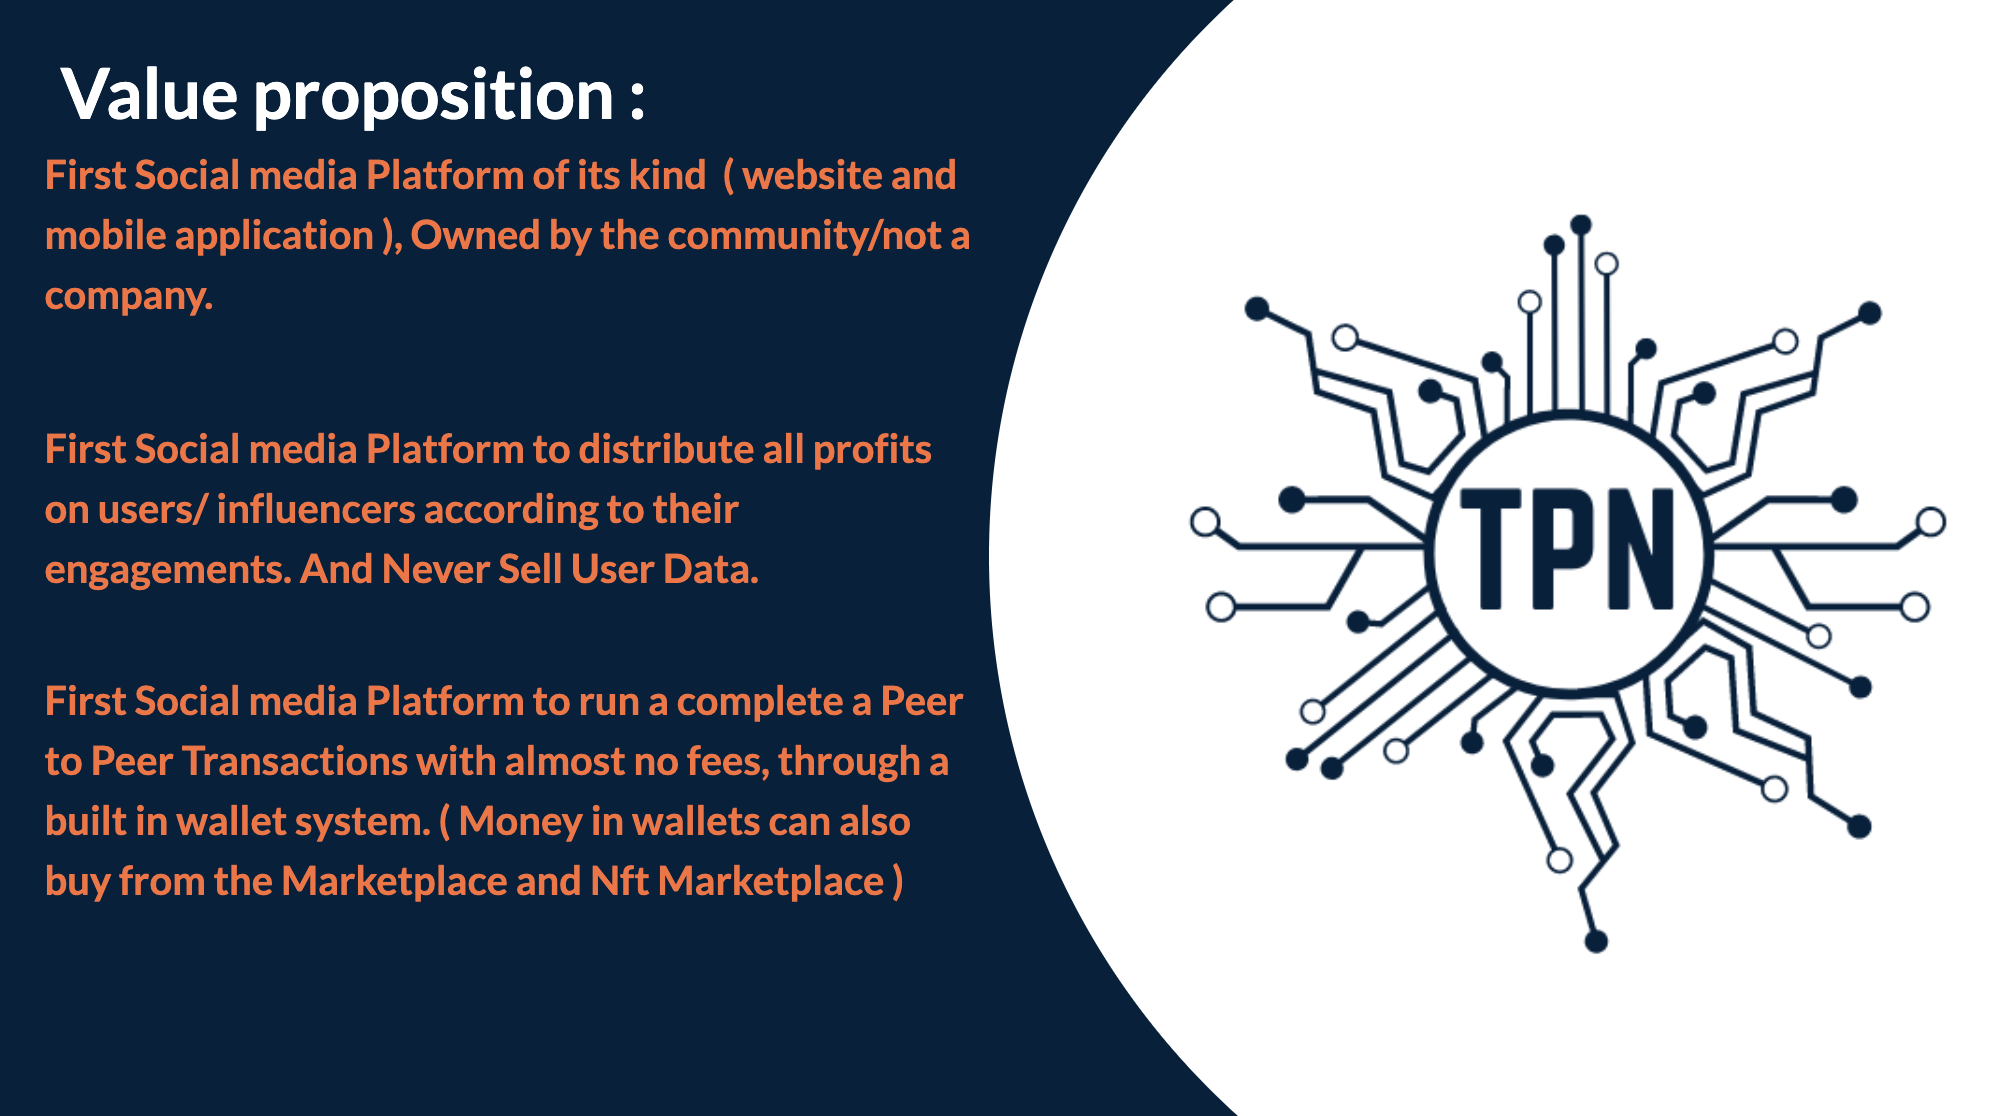 Value proposition :
First Social media Platform of its kind  ( website and
mobile application ), Owned by the community/not a
company.
First Social media Platform to distribute all profits
on users/ influencers according to their
engagements. And Never Sell User Data.
First Social media Platform to run a complete a Peer
to Peer Transactions with almost no fees, through a
built in wallet system. ( Money in wallets can also
buy from the Marketplace and Nft Marketplace )
TPN